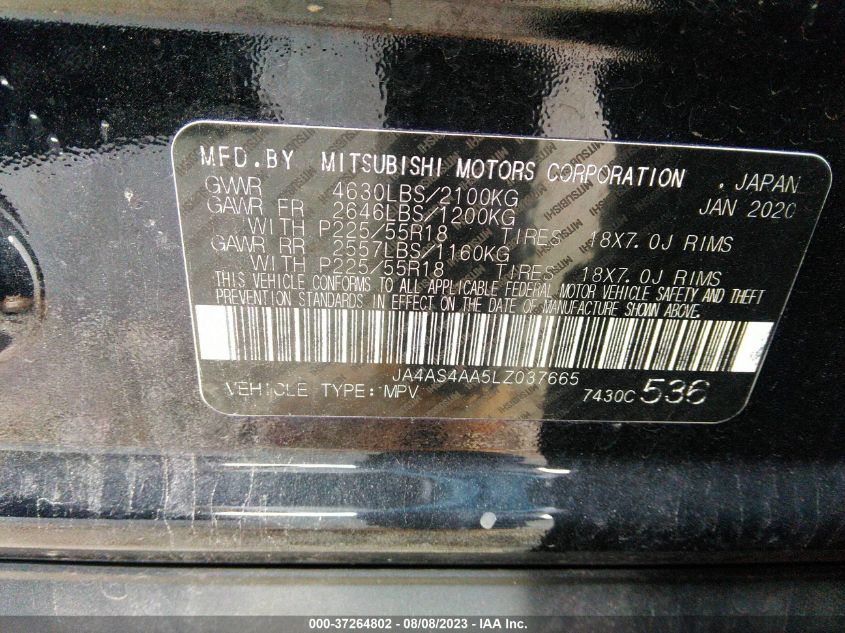 MFD.BY MITSUBISHI MOTORS CORPORATION . JAPAN
GVWR 4630LBS/2100KG JAN 2020
GAWR FR 2646LBS/1200KG
WITH P225/55R18 TIRES 18X7.0J RIMS
GAWR RR 2557LBS/1160KG
WITH P225/55R18 TIRES 18X7.0J RIMS
THIS VEHICLE CONFORMS TO ALL APPLICABLE FEDERAL MOTOR VEHICLE SAFETY AND THEFT
PREVENTION STANDARDS IN EFFECT ON THE DATE OF MANUFACTURE SHOWN ABOVE.
JA4AS4AA5LZ037665
VEHICLE TYPE: MPV 7430C 536
000-37264802 - 08/08/2023 - IAA Inc.